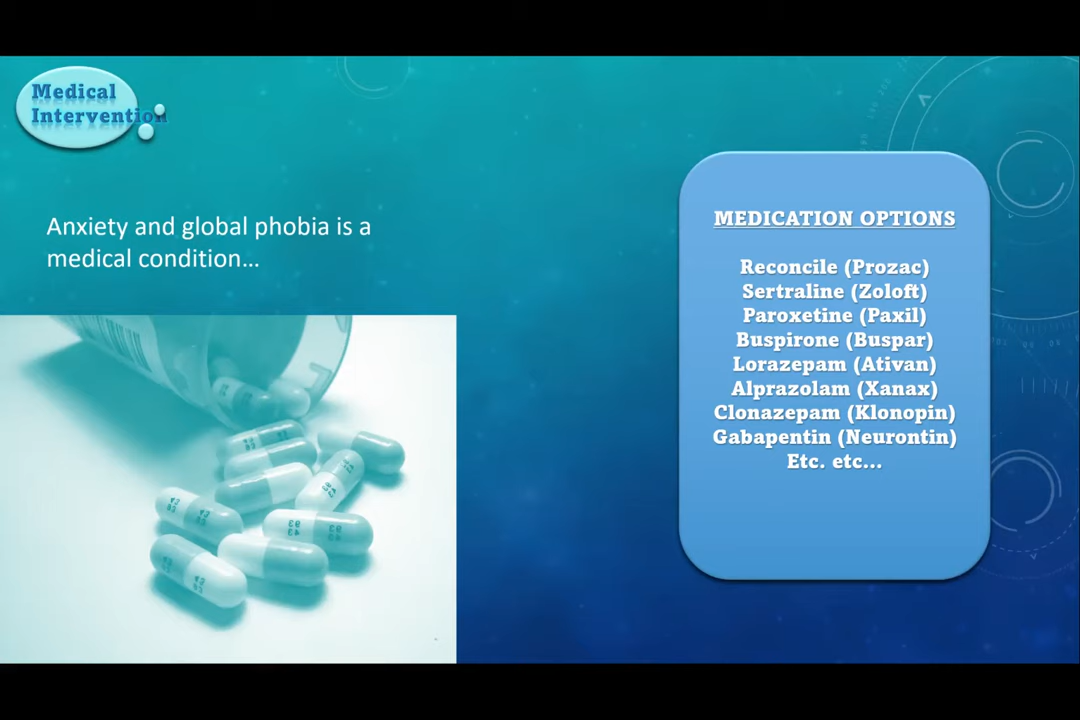 Medical
Intervention
Anxiety and global phobia is a
medical condition…
MEDICATION OPTIONS
Reconcile (Prozac)
Sertraline (Zoloft)
Paroxetine (Paxil)
Buspirone (Buspar)
Lorazepam (Ativan)
Alprazolam (Xanax)
Clonazepam (Klonopin)
Gabapentin (Neurontin)
Etc. etc…